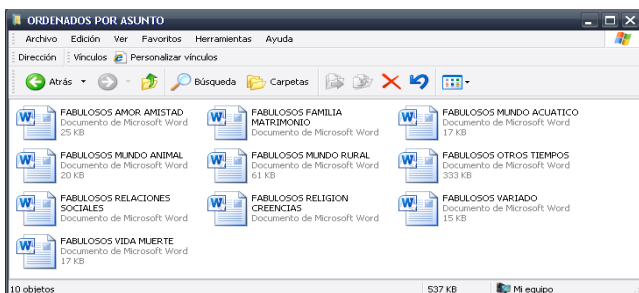 ORDENADOS POR ASUNTO
Archivo Edición Ver Favoritos Herramientas Ayuda
Dirección Vínculos Personalizar vínculos
Atrás Búsqueda Carpetas
FABULOSOS AMOR AMISTAD
Documento de Microsoft Word
25 KB
FABULOSOS FAMILIA
MATRIMONIO
Documento de Microsoft Word
FABULOSOS MUNDO ACUATICO
Documento de Microsoft Word
17 KB
FABULOSOS MUNDO ANIMAL
Documento de Microsoft Word
20 KB
FABULOSOS MUNDO RURAL
Documento de Microsoft Word
61 KB
FABULOSOS OTROS TIEMPOS
Documento de Microsoft Word
333 KB
FABULOSOS RELACIONES
SOCIALES
Documento de Microsoft Word
FABULOSOS RELIGION
CREENCIAS
Documento de Microsoft Word
FABULOSOS VARIADO
Documento de Microsoft Word
15 KB
FABULOSOS VIDA MUERTE
Documento de Microsoft Word
17 KB
10 objetos 537 KB Mi equipo